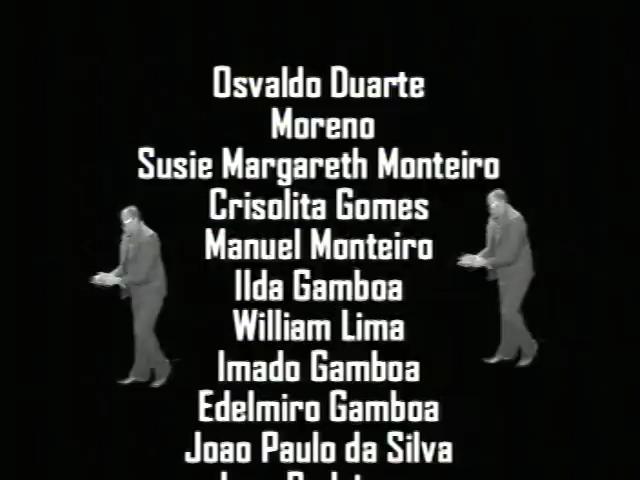 Osvaldo Duarte
Moreno
Susie Margareth Monteiro
Crisolita Gomes
Manuel Monteiro
Ilda Gamboa
William Lima
Imado Gamboa
Edelmiro Gamboa
Joao Paulo da Silva